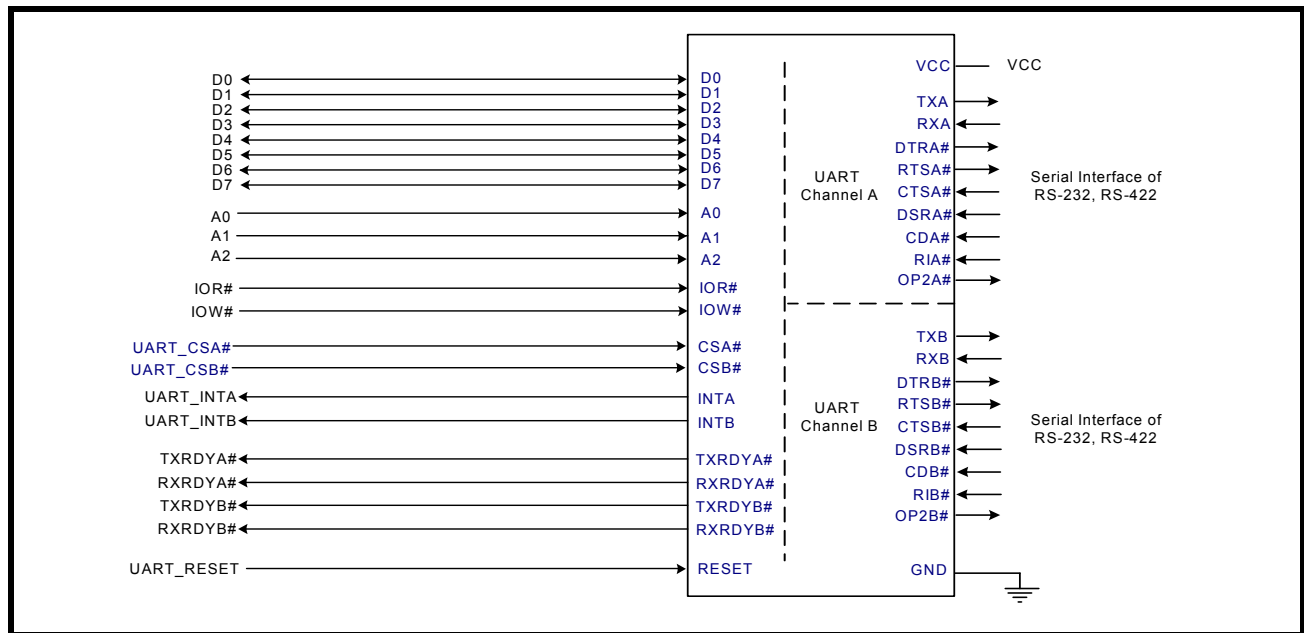 D0
D1
D2
D3
D4
D5
D6
D7
A0
A1
A2
IOR#
IOW#
UART_CSA#
UART_CSB#
UART_INTA
UART_INTB
TXRDYA#
RXRDYA#
TXRDYB#
RXRDYB#
UART_RESET
D0
D1
D2
D3
D4
D5
D6
D7
A0
A1
A2
IOR#
IOW#
CSA#
CSB#
INTA
INTB
TXRDYA#
RXRDYA#
TXRDYB#
RXRDYB#
RESET
UART
Channel A
UART
Channel B
VCC
TXA
RXA
DTRA#
RTSA#
CTSA#
DSRA#
CDA#
RIA#
OP2A#
TXB
RXB
DTRB#
RTSB#
CTSB#
DSRB#
CDB#
RIB#
OP2B#
GND
VCC
Serial Interface of
RS-232, RS-422
Serial Interface of
RS-232, RS-422